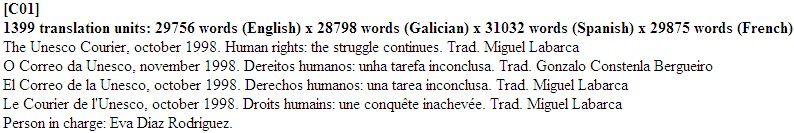 [C01]
1399 translation units: 29756 words (English) x 28798 words (Galician) x 31032 words (Spanish) x 29875 words (French)
The Unesco Courier, october 1998. Human rights: the struggle continues. Trad. Miguel Labarca
O Correo da Unesco, november 1998. Dereitos humanos: unha tarefa inconclusa. Trad. Gonzalo Constenla Bergueiro
El Correo de la Unesco, october 1998. Derechos humanos: una tarea inconclusa. Trad. Miguel Labarca
Le Courier de l'Unesco, october 1998. Droits humains: une conquête inachevée. Trad. Miguel Labarca
Person in charge: Eva Diaz Rodriguez.